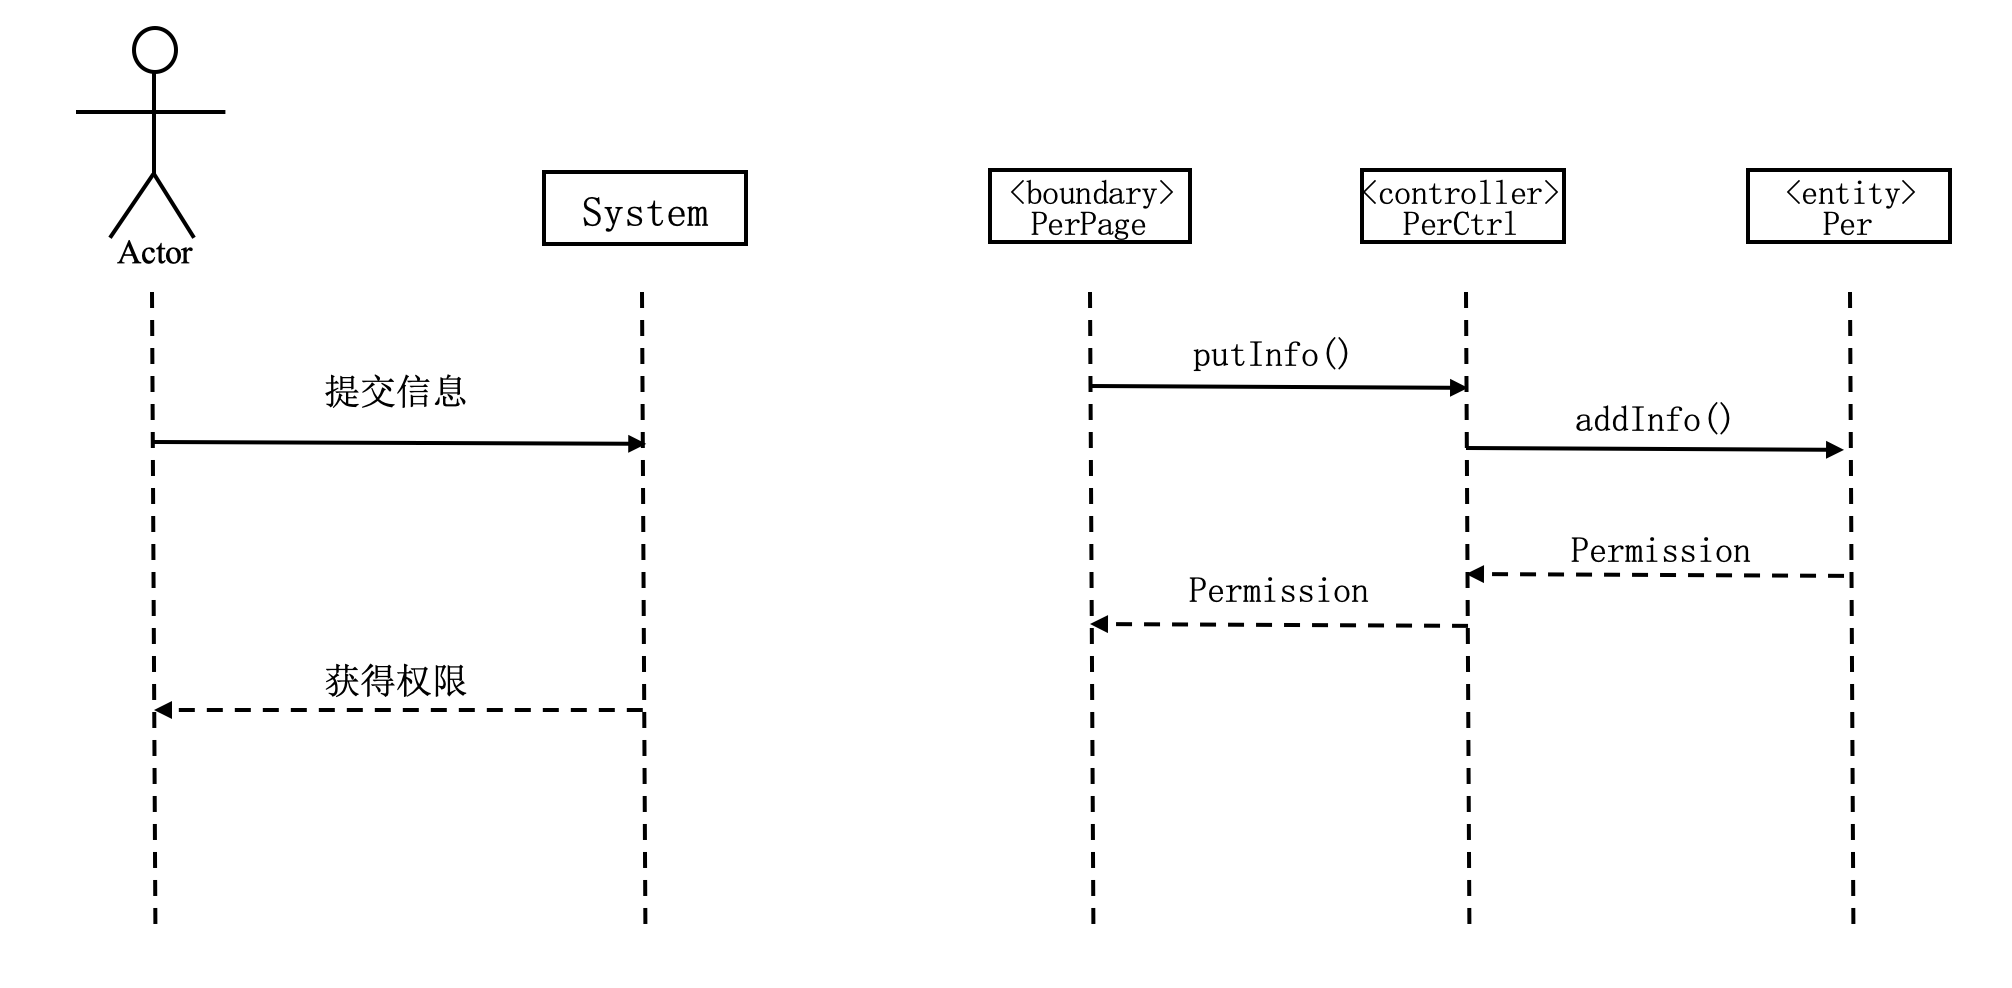 Actor
System
<boundary>
PerPage
<controller>
PerCtrl
<entity>
Per
提交信息
获得权限
putInfo()
addInfo()
Permission
Permission